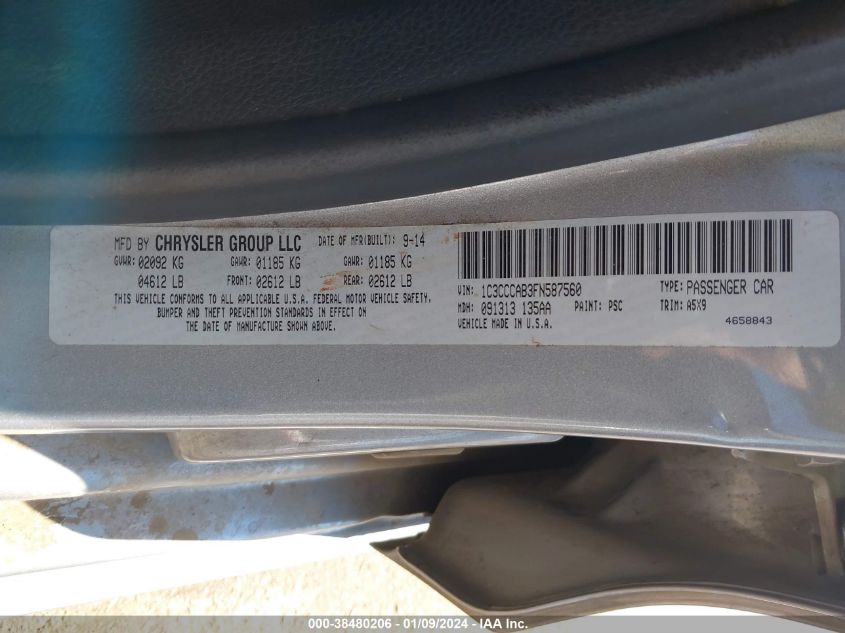 MFD BY CHRYSLER GROUP LLC DATE OF MFR(BUILT): 9-14
GVWR: 02092 KG GAWR: 01185 KG GAWR: 01185 KG
04612 LB FRONT: 02612 LB REAR: 02612 LB
THIS VEHICLE CONFORMS TO ALL APPLICABLE U.S.A. FEDERAL MOTOR VEHICLE SAFETY,
BUMPER AND THEFT PREVENTION STANDARDS IN EFFECT ON
THE DATE OF MANUFACTURE SHOWN ABOVE.
VIN: 1C3CCCAB3FN587560 TYPE: PASSENGER CAR
MDH: 091313 135AA PAINT: PSC TRIM: A5X9
VEHICLE MADE IN U.S.A. 4658843
000-38480206 - 01/09/2024 - IAA Inc.